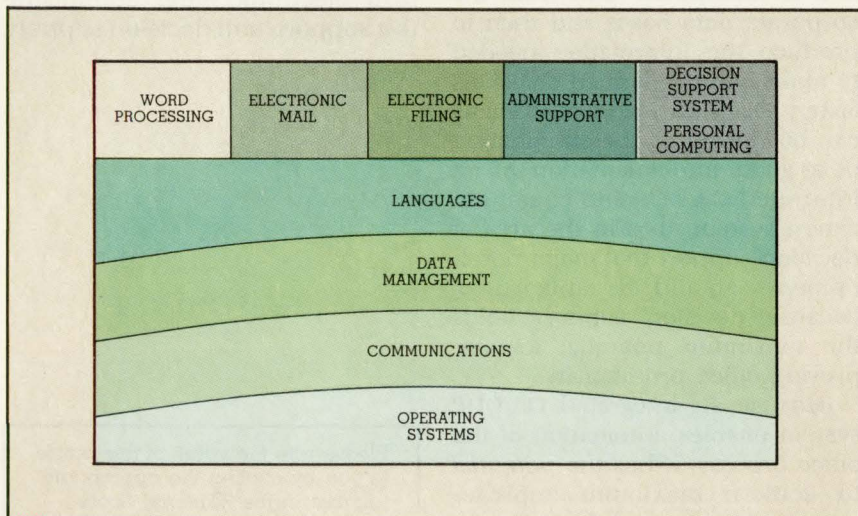 WORD
PROCESSING
ELECTRONIC
MAIL
ELECTRONIC
FILING
ADMINISTRATIVE
SUPPORT
DECISION
SUPPORT
SYSTEM
PERSONAL
COMPUTING
LANGUAGES
DATA
MANAGEMENT
COMMUNICATIONS
OPERATING
SYSTEMS